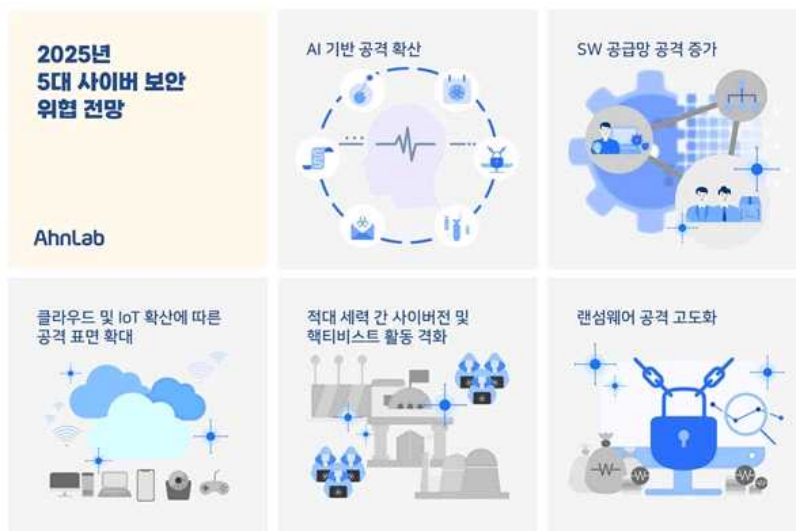 2025년
5대 사이버 보안
위협 전망
AhnLab
AI 기반 공격 확산
SW 공급망 공격 증가
클라우드 및 IoT 확산에 따른
공격 표면 확대
적대 세력 간 사이버전 및
핵티비스트 활동 격화
랜섬웨어 공격 고도화